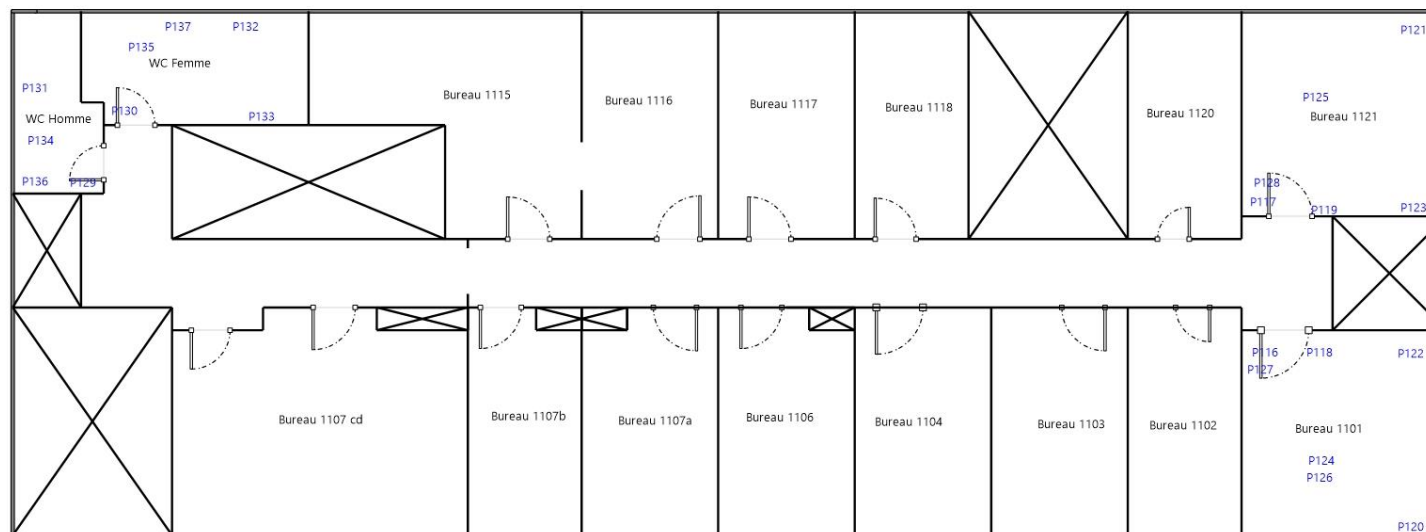 P137
P132
P121
P135
WC Femme
P131
Bureau 1115
Bureau 1116
Bureau 1117
Bureau 1118
P125
Bureau 1120
Bureau 1121
P130
WC Homme
P133
P134
P136
P129
P128
P117
P119
P123
P116
P118
P122
P127
Bureau 1107 cd
Bureau 1107b
Bureau 1107a
Bureau 1106
Bureau 1104
Bureau 1103
Bureau 1102
Bureau 1101
P124
P126
P120